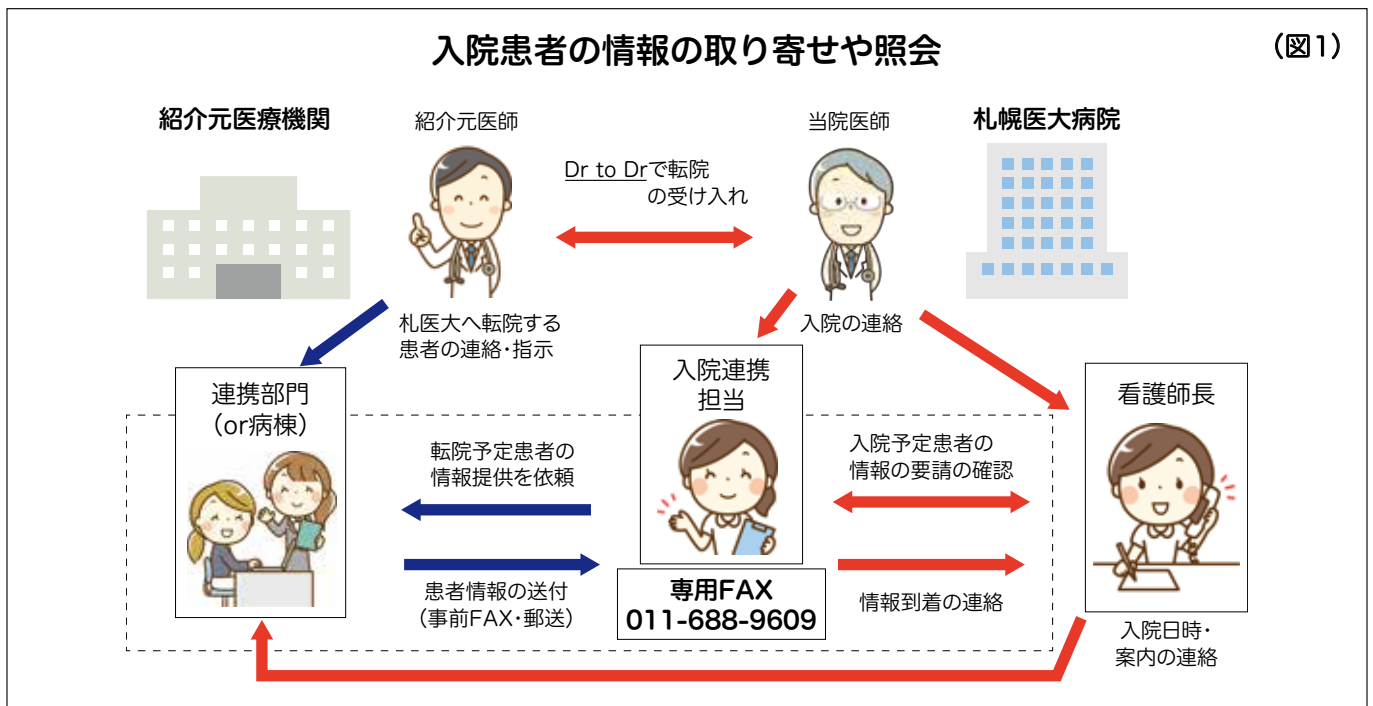 入院患者の情報の取り寄せや照会
(図1)
紹介元医療機関
紹介元医師
当院医師
札幌医大病院
Dr to Drで転院
の受け入れ
札医大へ転院する
患者の連絡・指示
入院の連絡
連携部門
(or病棟)
入院連携
担当
看護師長
転院予定患者の
情報提供を依頼
入院予定患者の
情報の要請の確認
患者情報の送付
(事前FAX・郵送)
専用FAX
011-688-9609
情報到着の連絡
入院日時・
案内の連絡